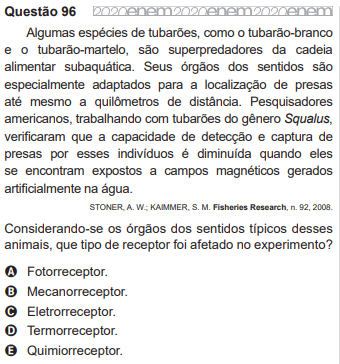 Questão 96 2020enem2020enem2020enem
Algumas espécies de tubarões, como o tubarão-branco
e o tubarão-martelo, são superpredadores da cadeia
alimentar subaquática. Seus órgãos dos sentidos são
especialmente adaptados para a localização de presas
até mesmo a quilômetros de distância. Pesquisadores
americanos, trabalhando com tubarões do gênero Squalus,
verificaram que a capacidade de detecção e captura de
presas por esses indivíduos é diminuída quando eles
se encontram expostos a campos magnéticos gerados
artificialmente na água.
STONER, A. W.; KAIMMER, S. M. Fisheries Research, n. 92, 2008.
Considerando-se os órgãos dos sentidos típicos desses
animais, que tipo de receptor foi afetado no experimento?
A Fotorreceptor.
B Mecanorreceptor.
C Eletrorreceptor.
D Termorreceptor.
E Quimiorreceptor.